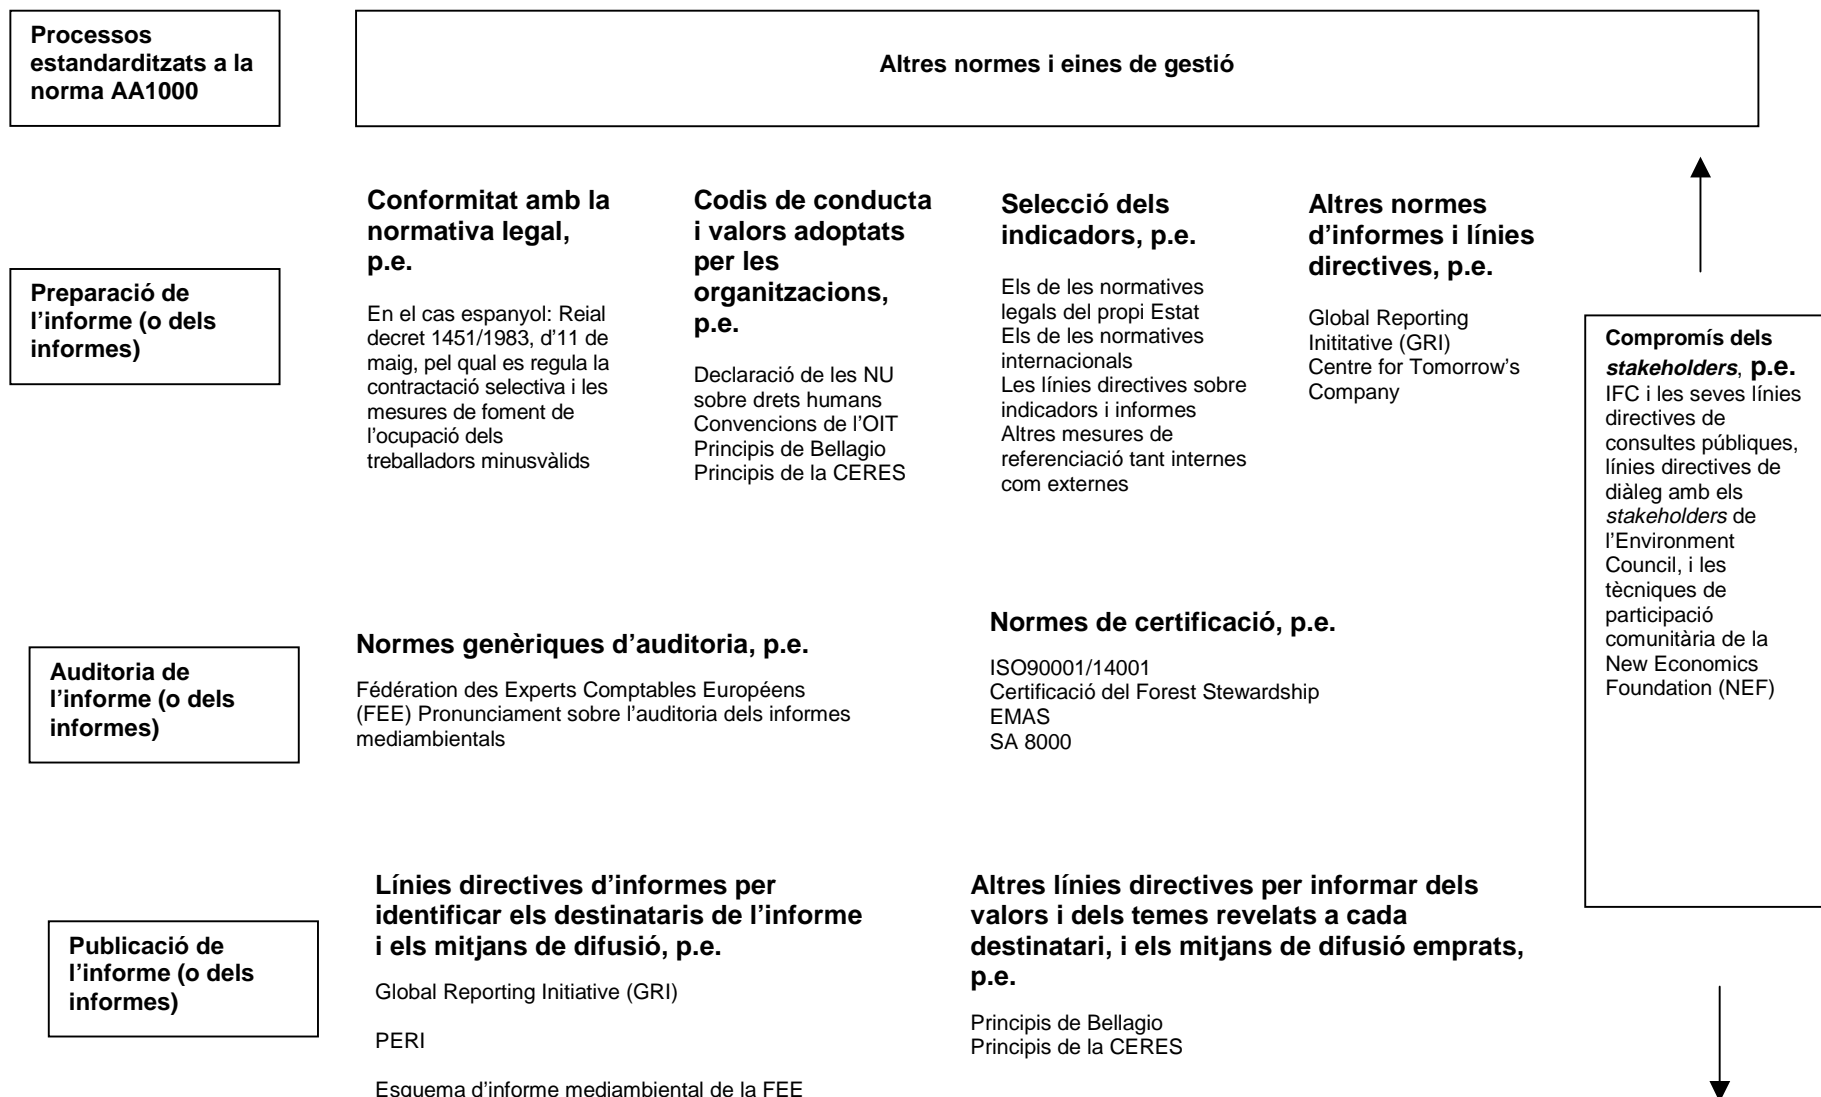 Processos
estandarditzats a la
norma AA1000
Altres normes i eines de gestió
Preparació de
l’informe (o dels
informes)
Conformitat amb la
normativa legal,
p.e.
En el cas espanyol: Reial
decret 1451/1983, d’11 de
maig, pel qual es regula la
contractació selectiva i les
mesures de foment de
l’ocupació dels
treballadors minusvàlids
Codis de conducta
i valors adoptats
per les
organitzacions,
p.e.
Declaració de les NU
sobre drets humans
Convencions de l’OIT
Principis de Bellagio
Principis de la CERES
Selecció dels
indicadors, p.e.
Els de les normatives
legals del propi Estat
Els de les normatives
internacionals
Les línies directives sobre
indicadors i informes
Altres mesures de
referenciació tant internes
com externes
Altres normes
d’informes i línies
directives, p.e.
Global Reporting
Inititative (GRI)
Centre for Tomorrow’s
Company
Compromís dels
stakeholders, p.e.
IFC i les seves línies
directives de
consultes públiques,
línies directives de
diàleg amb els
stakeholders de
l’Environment
Council, i les
tècniques de
participació
comunitària de la
New Economics
Foundation (NEF)
Auditoria de
l’informe (o dels
informes)
Normes genèriques d’auditoria, p.e.
Fédération des Experts Comptables Européens
(FEE) Pronunciament sobre l’auditoria dels informes
mediambientals
Normes de certificació, p.e.
ISO90001/14001
Certificació del Forest Stewardship
EMAS
SA 8000
Publicació de
l’informe (o dels
informes)
Línies directives d’informes per
identificar els destinataris de l’informe
i els mitjans de difusió, p.e.
Global Reporting Initiative (GRI)
PERI
Esquema d’informe mediambiental de la FEE
Altres línies directives per informar dels
valors i dels temes revelats a cada
destinatari, i els mitjans de difusió emprats,
p.e.
Principis de Bellagio
Principis de la CERES